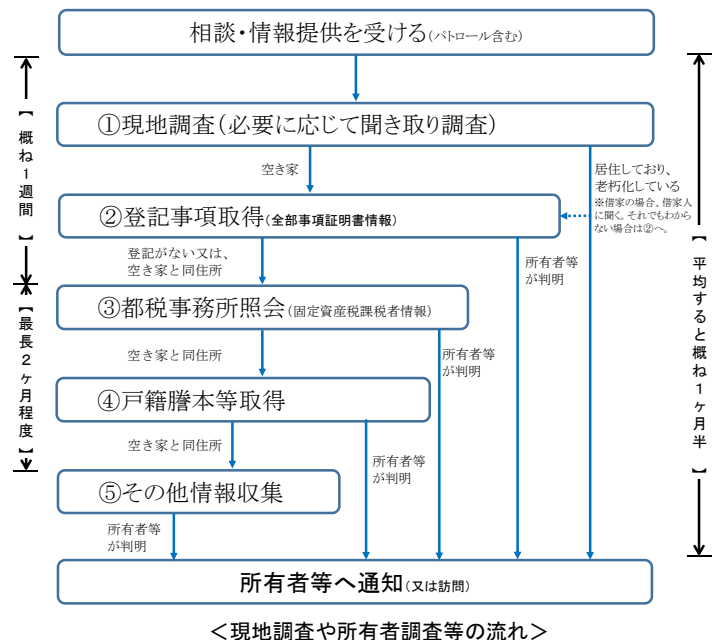 相談・情報提供を受ける(パトロール含む)
【概ね1週間】
①現地調査(必要に応じて聞き取り調査)
空き家
居住しており、
老朽化している
※借家の場合、借家人
に聞く。それでもわから
ない場合は②へ。
②登記事項取得(全部事項証明書情報)
登記がない又は、
空き家と同住所
所有者等
が判明
【平均すると概ね1ヶ月半】
【最長2ヶ月程度】
③都税事務所照会(固定資産税課税者情報)
空き家と同住所
所有者等
が判明
④戸籍謄本等取得
空き家と同住所
所有者等
が判明
⑤その他情報収集
所有者等
が判明
所有者等へ通知(又は訪問)
<現地調査や所有者調査等の流れ>